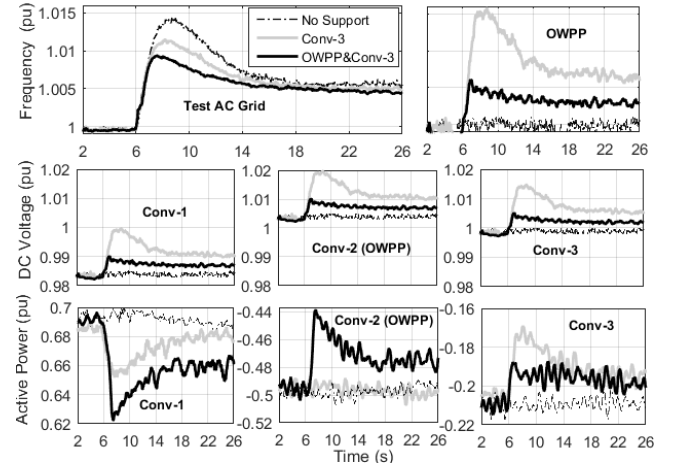 Frequency (pu)
1.015
1.01
1.005
1
No Support
Conv-3
OWPP&Conv-3
Test AC Grid
OWPP
2 6 10 14 18 22 26
2 6 10 14 18 22 26
DC Voltage (pu)
1.02
1.01
1
0.99
0.98
Conv-1
1.02
1.01
1
0.99
0.98
Conv-2 (OWPP)
1.02
1.01
1
0.99
0.98
Conv-3
Active Power (pu)
0.7
0.68
0.66
0.64
0.62
Conv-1
-0.44
-0.46
-0.48
-0.5
-0.52
Conv-2 (OWPP)
-0.16
-0.18
-0.2
-0.22
Conv-3
2 6 10 14 18 22 26
2 6 10 14 18 22 26
2 6 10 14 18 22 26
Time (s)